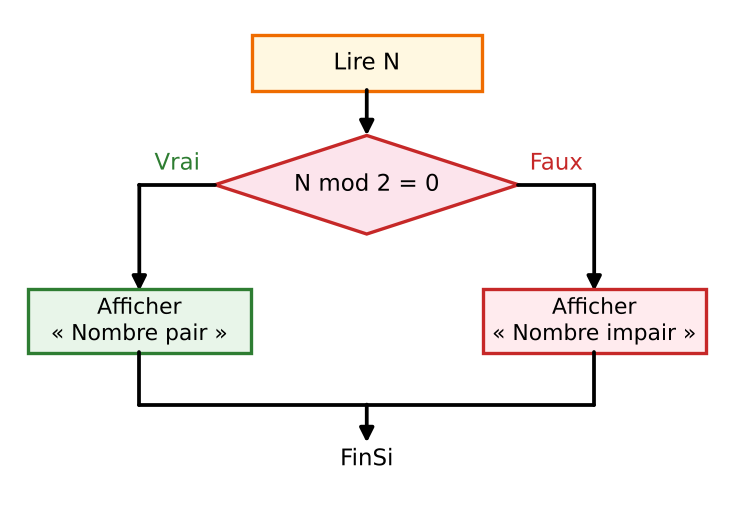 Lire N
N mod 2 = 0
Vrai
Faux
Afficher
« Nombre pair »
Afficher
« Nombre impair »
FinSi